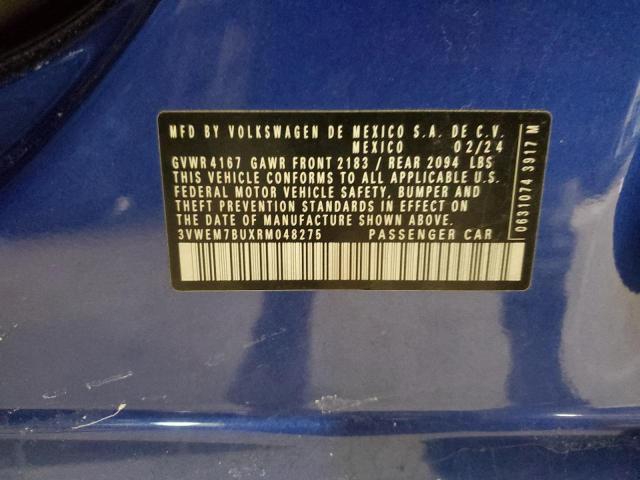 MFD BY VOLKSWAGEN DE MEXICO S.A. DE C.V.
MEXICO 02/24
GVWR 4167 GAWR FRONT 2183 / REAR 2094 LBS
THIS VEHICLE CONFORMS TO ALL APPLICABLE U.S.
FEDERAL MOTOR VEHICLE SAFETY, BUMPER AND
THEFT PREVENTION STANDARDS IN EFFECT ON
THE DATE OF MANUFACTURE SHOWN ABOVE.
3VWEM7BUXRM048275 PASSENGER CAR
0631074 3917 M